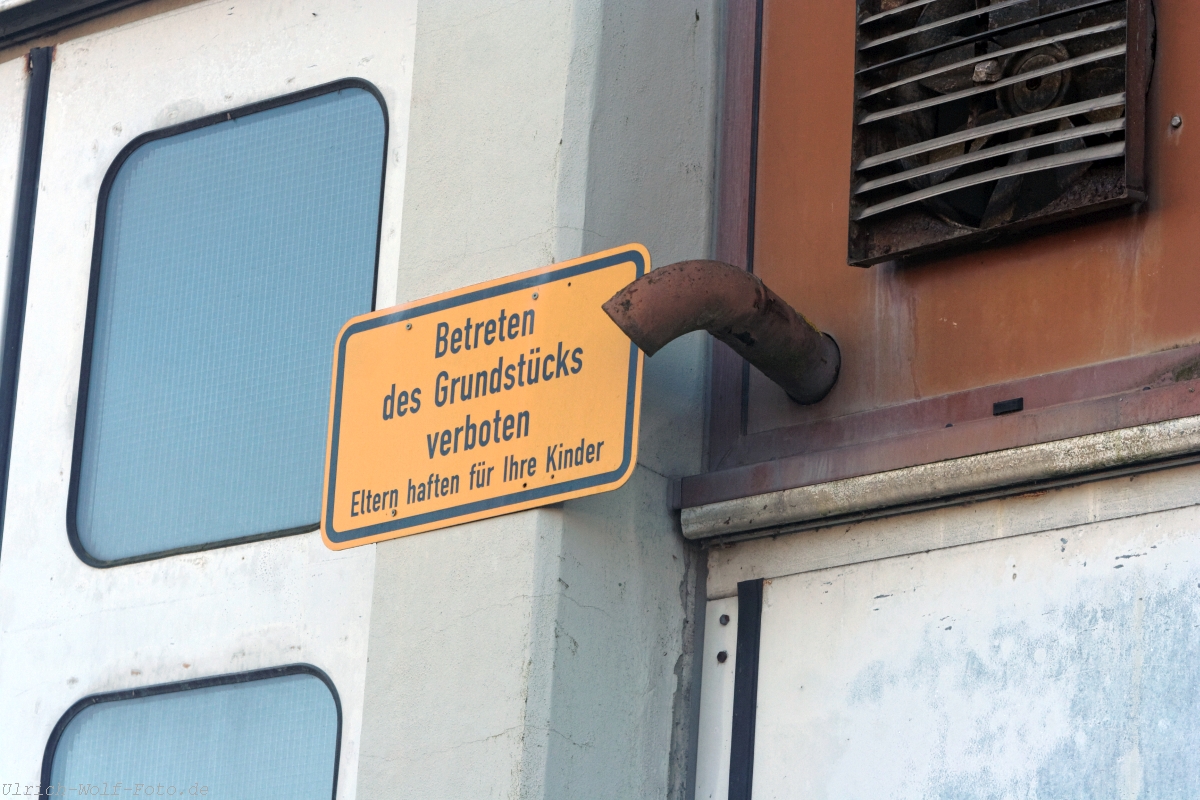 Betreten
des Grundstücks
verboten
Eltern haften für Ihre Kinder
Ulrich-Wolf-Foto.de